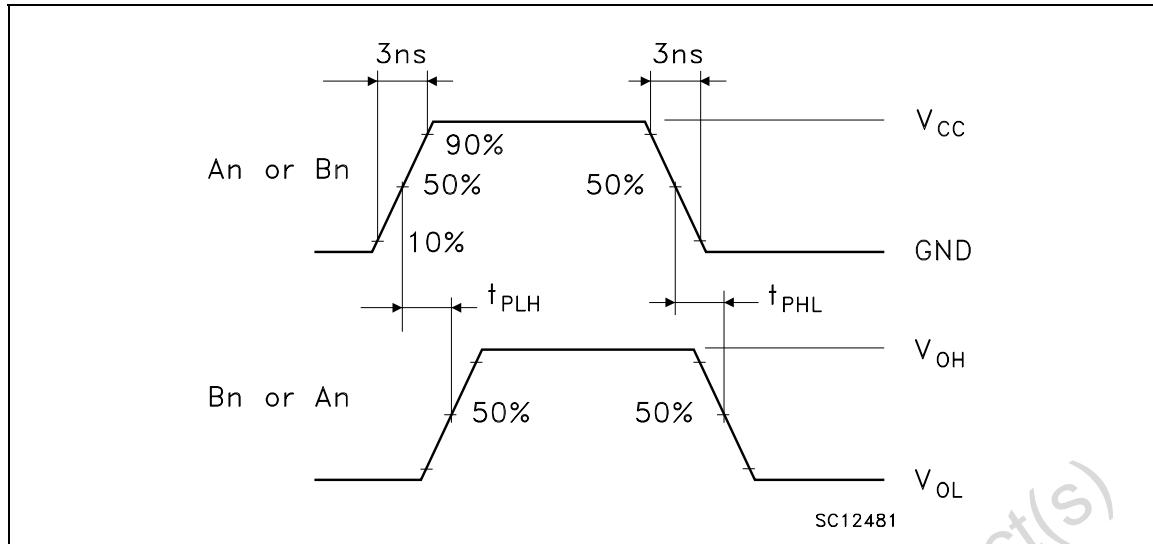 3ns 3ns
V_CC
90%
An or Bn
50% 50%
10%
GND
t_PLH t_PHL
V_OH
Bn or An
50% 50%
V_OL
SC12481
ct(s)